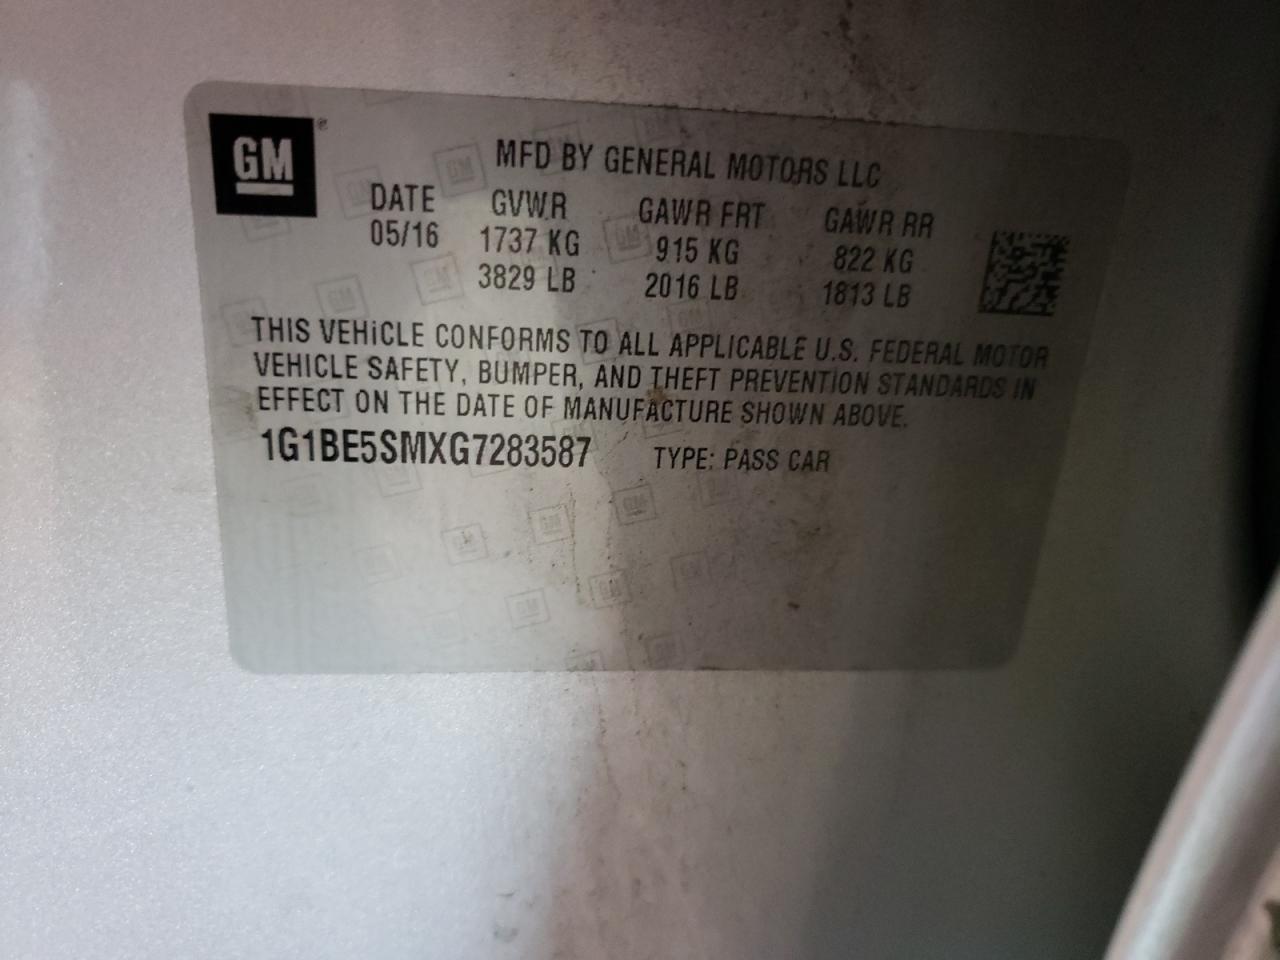 GM®
MFD BY GENERAL MOTORS LLC
DATE GVWR GAWR FRT GAWR RR
05/16 1737 KG 915 KG 822 KG
3829 LB 2016 LB 1813 LB
THIS VEHICLE CONFORMS TO ALL APPLICABLE U.S. FEDERAL MOTOR
VEHICLE SAFETY, BUMPER, AND THEFT PREVENTION STANDARDS IN
EFFECT ON THE DATE OF MANUFACTURE SHOWN ABOVE.
1G1BE5SMXG7283587 TYPE: PASS CAR